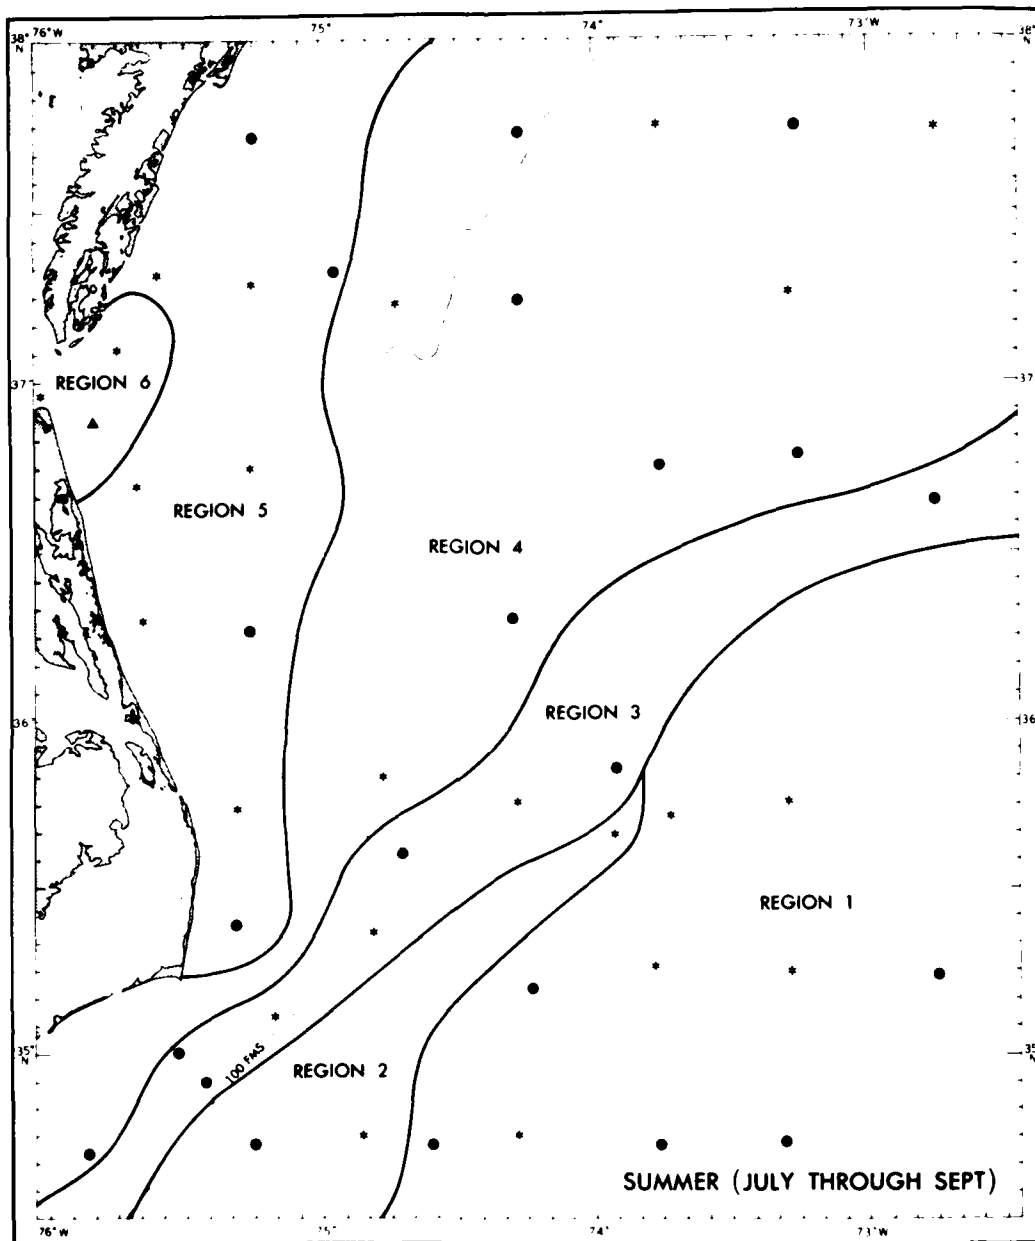 38° 76°W 75° 74° 73°W 38°
N N
37° 37°
REGION 6
REGION 5
REGION 4
36° 36°
REGION 3
REGION 1
35° 35°
N N
100 FMS
REGION 2
SUMMER (JULY THROUGH SEPT)
76°W 75° 74° 73°W